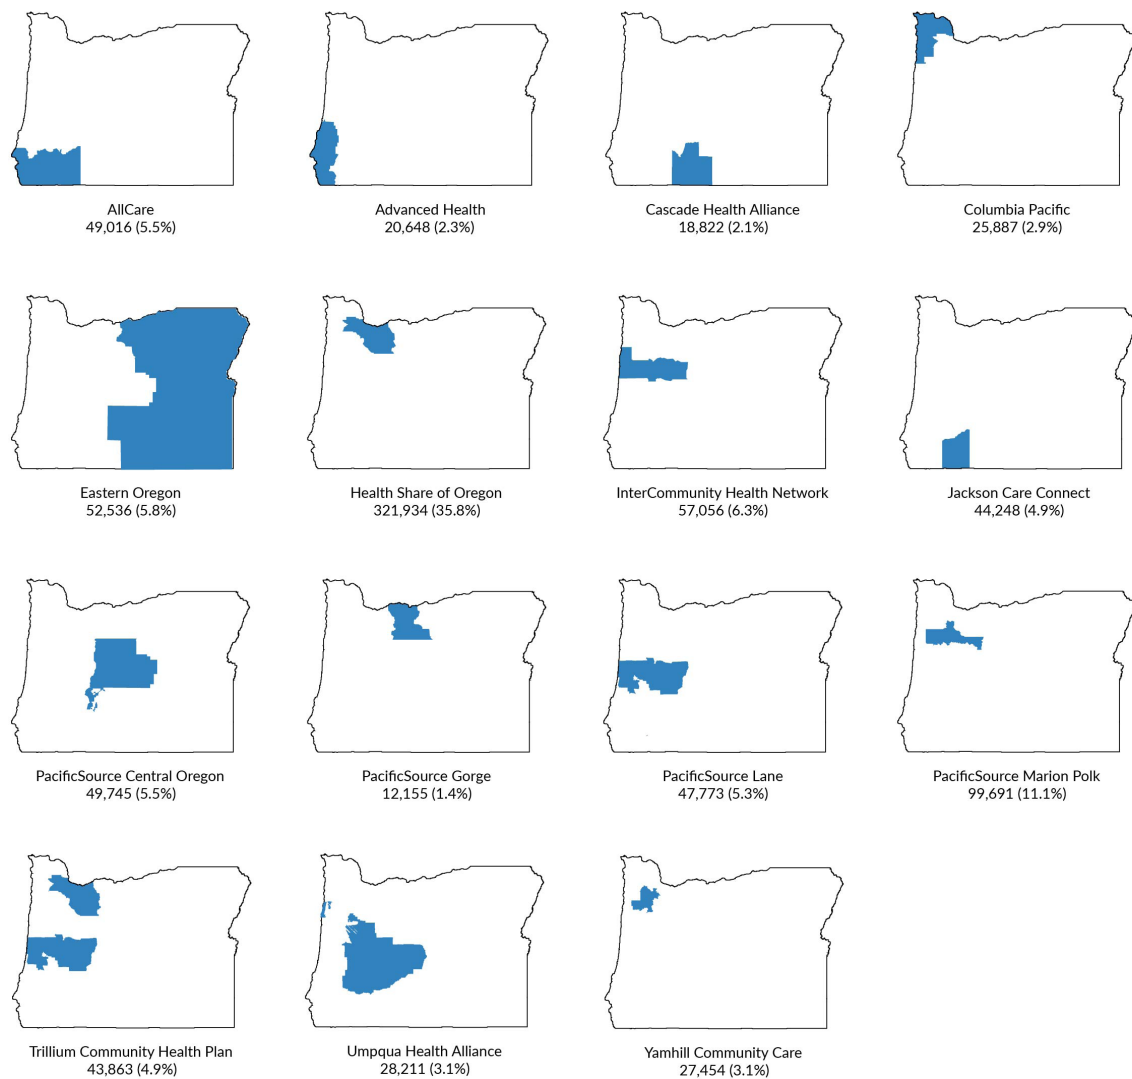 AllCare
49,016 (5.5%)
Advanced Health
20,648 (2.3%)
Cascade Health Alliance
18,822 (2.1%)
Columbia Pacific
25,887 (2.9%)
Eastern Oregon
52,536 (5.8%)
Health Share of Oregon
321,934 (35.8%)
InterCommunity Health Network
57,056 (6.3%)
Jackson Care Connect
44,248 (4.9%)
PacificSource Central Oregon
49,745 (5.5%)
PacificSource Gorge
12,155 (1.4%)
PacificSource Lane
47,773 (5.3%)
PacificSource Marion Polk
99,691 (11.1%)
Trillium Community Health Plan
43,863 (4.9%)
Umpqua Health Alliance
28,211 (3.1%)
Yamhill Community Care
27,454 (3.1%)